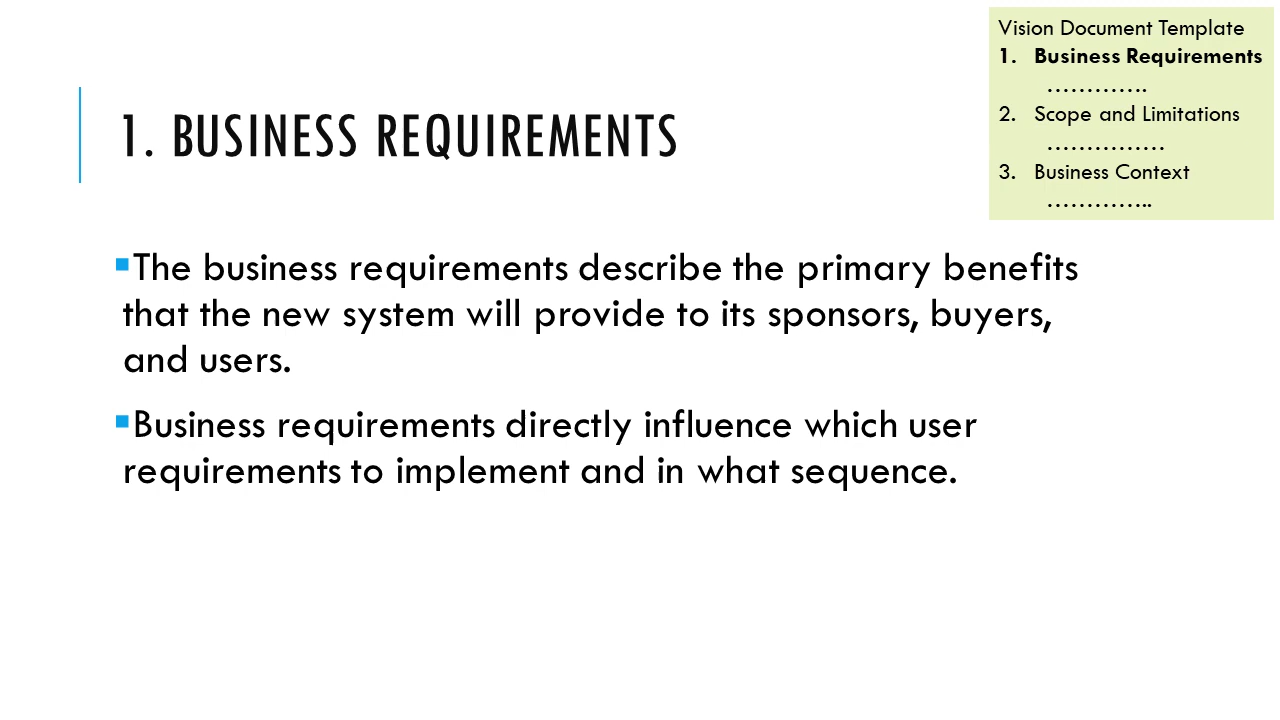 Vision Document Template
1. Business Requirements
………….
2. Scope and Limitations
……………
3. Business Context
…………..
1. BUSINESS REQUIREMENTS
▪The business requirements describe the primary benefits
that the new system will provide to its sponsors, buyers,
and users.
▪Business requirements directly influence which user
requirements to implement and in what sequence.